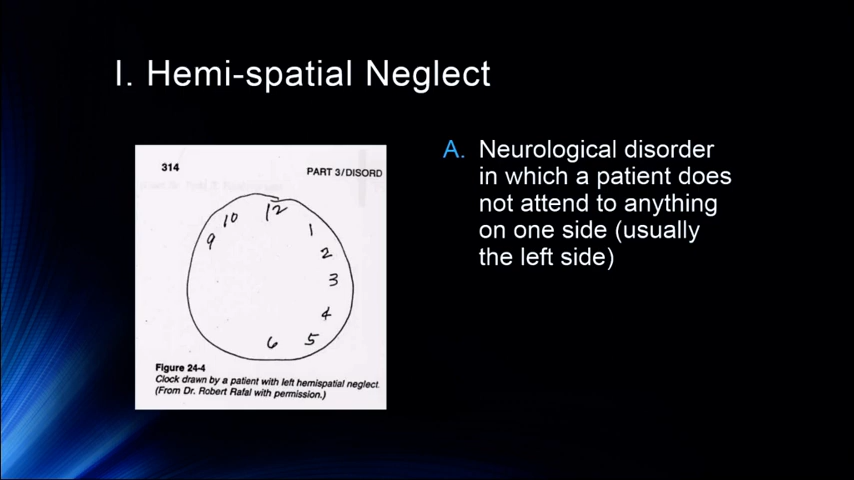 I. Hemi-spatial Neglect
314
PART 3/DISORD
12
10
1
9
2
3
4
6
5
Figure 24-4
Clock drawn by a patient with left hemispatial neglect.
(From Dr. Robert Rafal with permission.)
A. Neurological disorder
in which a patient does
not attend to anything
on one side (usually
the left side)